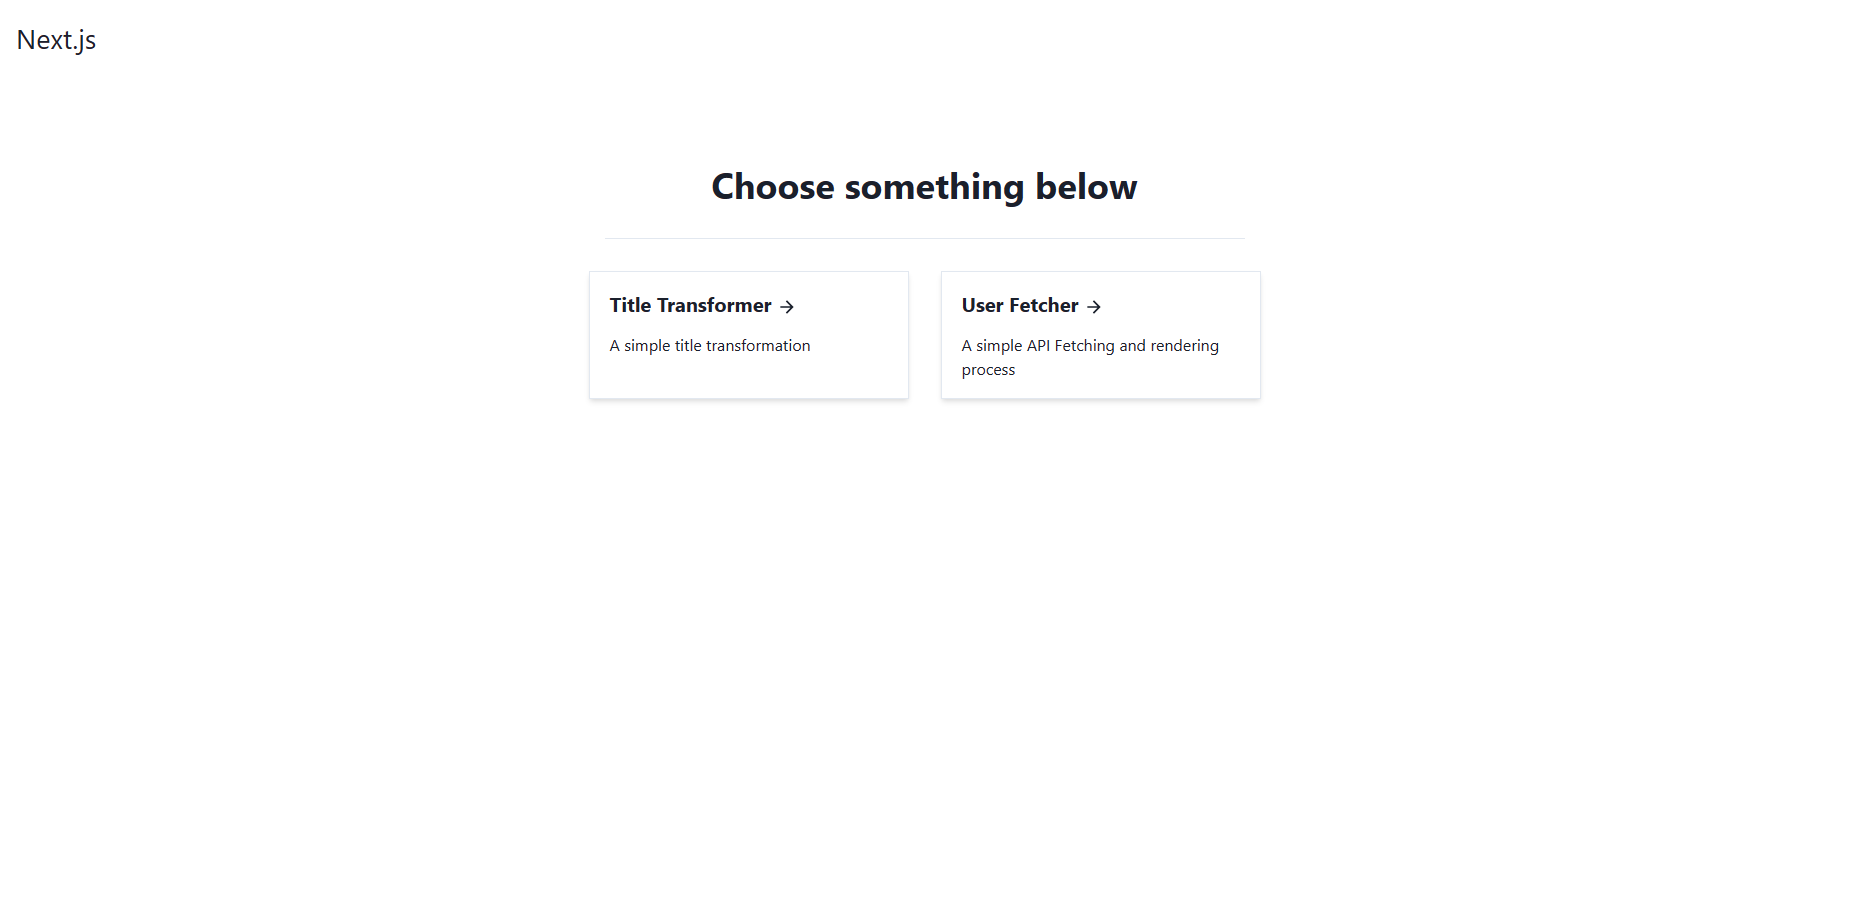 Next.js
Choose something below
Title Transformer →
A simple title transformation
User Fetcher →
A simple API Fetching and rendering
process